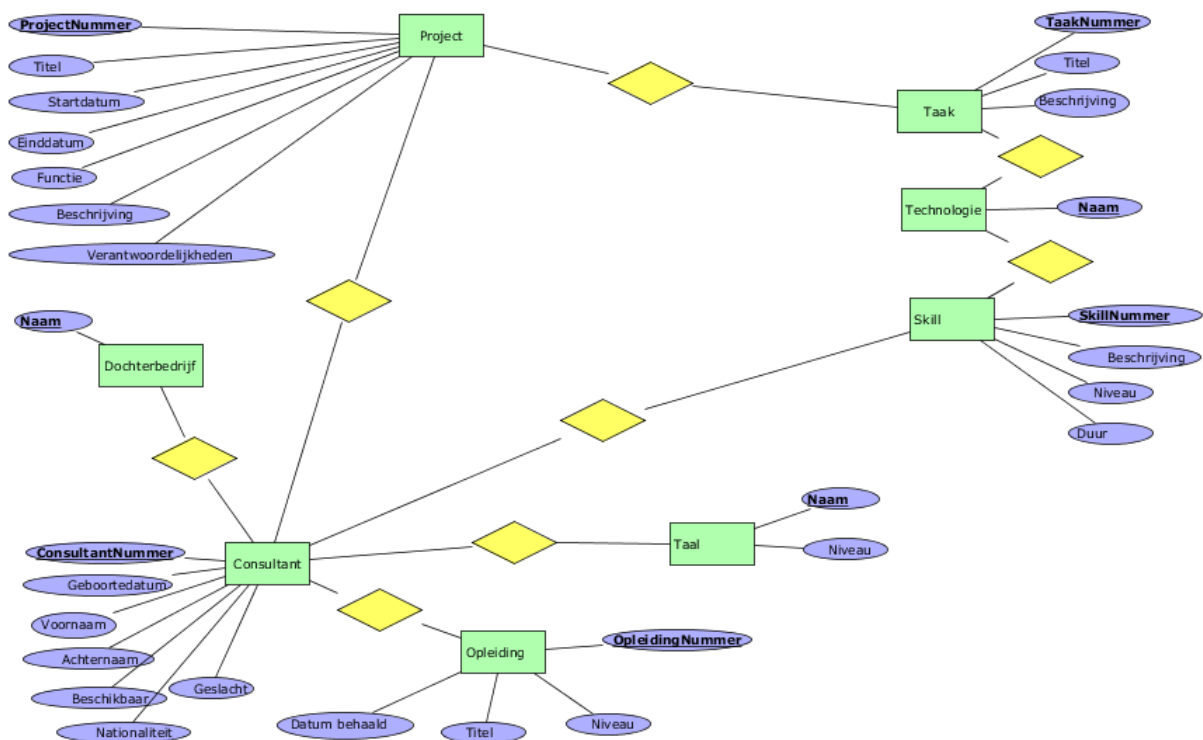 ProjectNummer
Project
TaakNummer
Titel
Titel
Startdatum
Beschrijving
Taak
Einddatum
Functie
Beschrijving
Technologie
Naam
Verantwoordelijkheden
Naam
Skill
SkillNummer
Dochterbedrijf
Beschrijving
Niveau
Duur
Naam
Taal
Niveau
ConsultantNummer
Consultant
Geboortedatum
Voornaam
OpleidingNummer
Achternaam
Opleiding
Geslacht
Beschikbaar
Datum behaald
Niveau
Nationaliteit
Titel